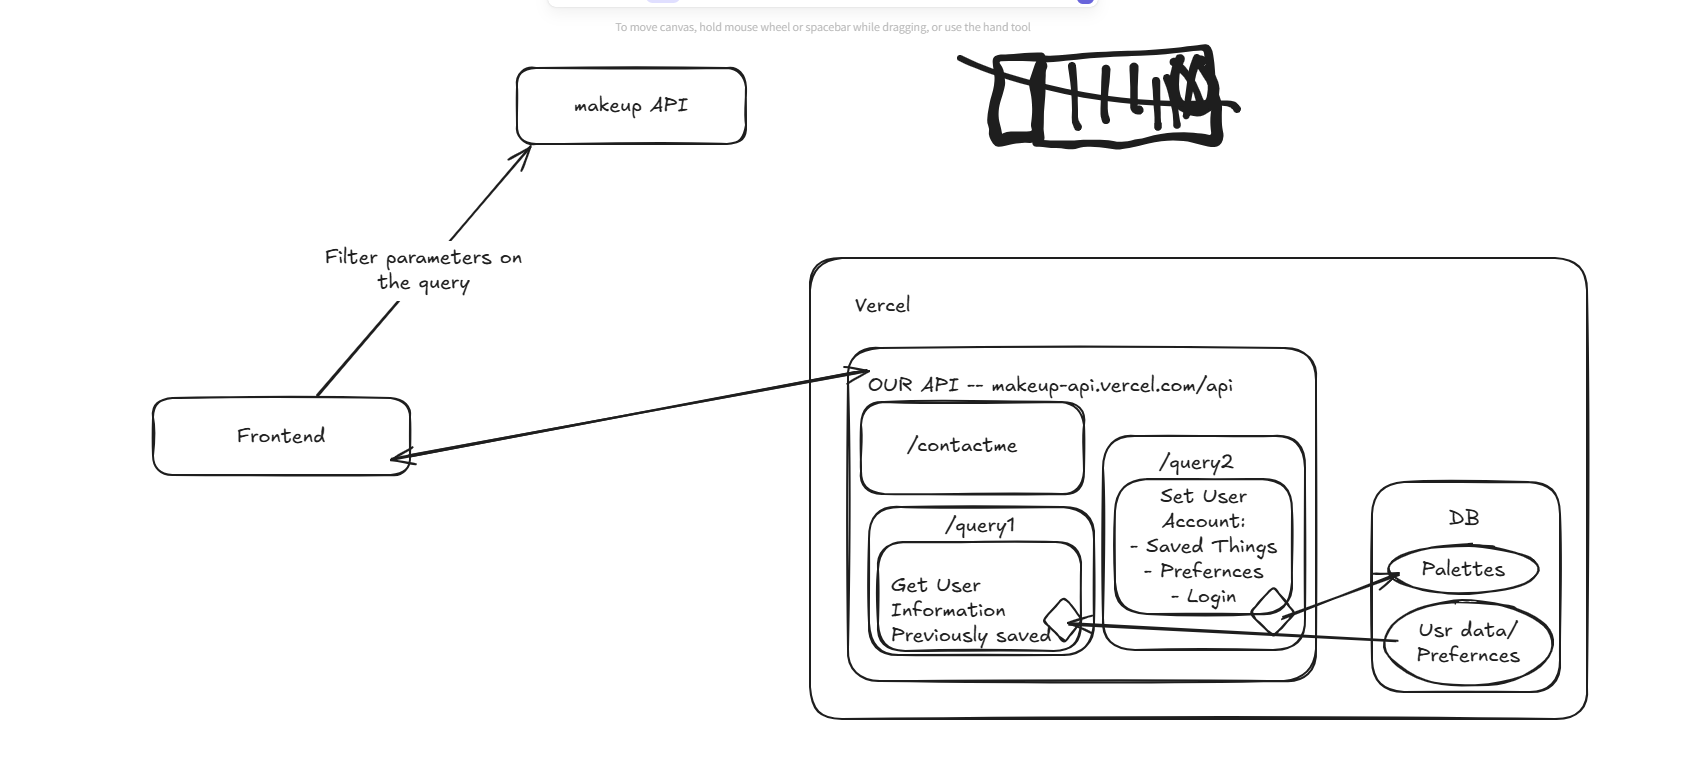 To move canvas, hold mouse wheel or spacebar while dragging, or use the hand tool
makeup API
Filter parameters on
the query
Frontend
Vercel
OUR API -- makeup-api.vercel.com/api
/contactme
/query1
Get User
Information
Previously saved
/query2
Set User
Account:
- Saved Things
- Prefernces
- Login
DB
Palettes
Usr data/
Prefernces